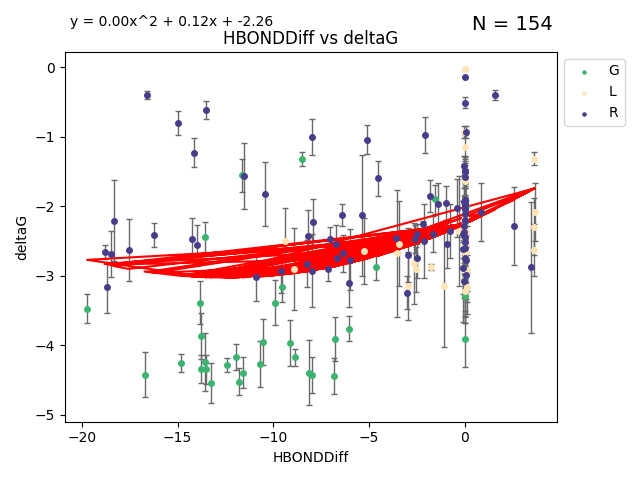 y = 0.00x^2 + 0.12x + -2.26
N = 154
HBONDDiff vs deltaG
G
L
R
deltaG
0
−1
−2
−3
−4
−5
−20 −15 −10 −5 0
HBONDDiff